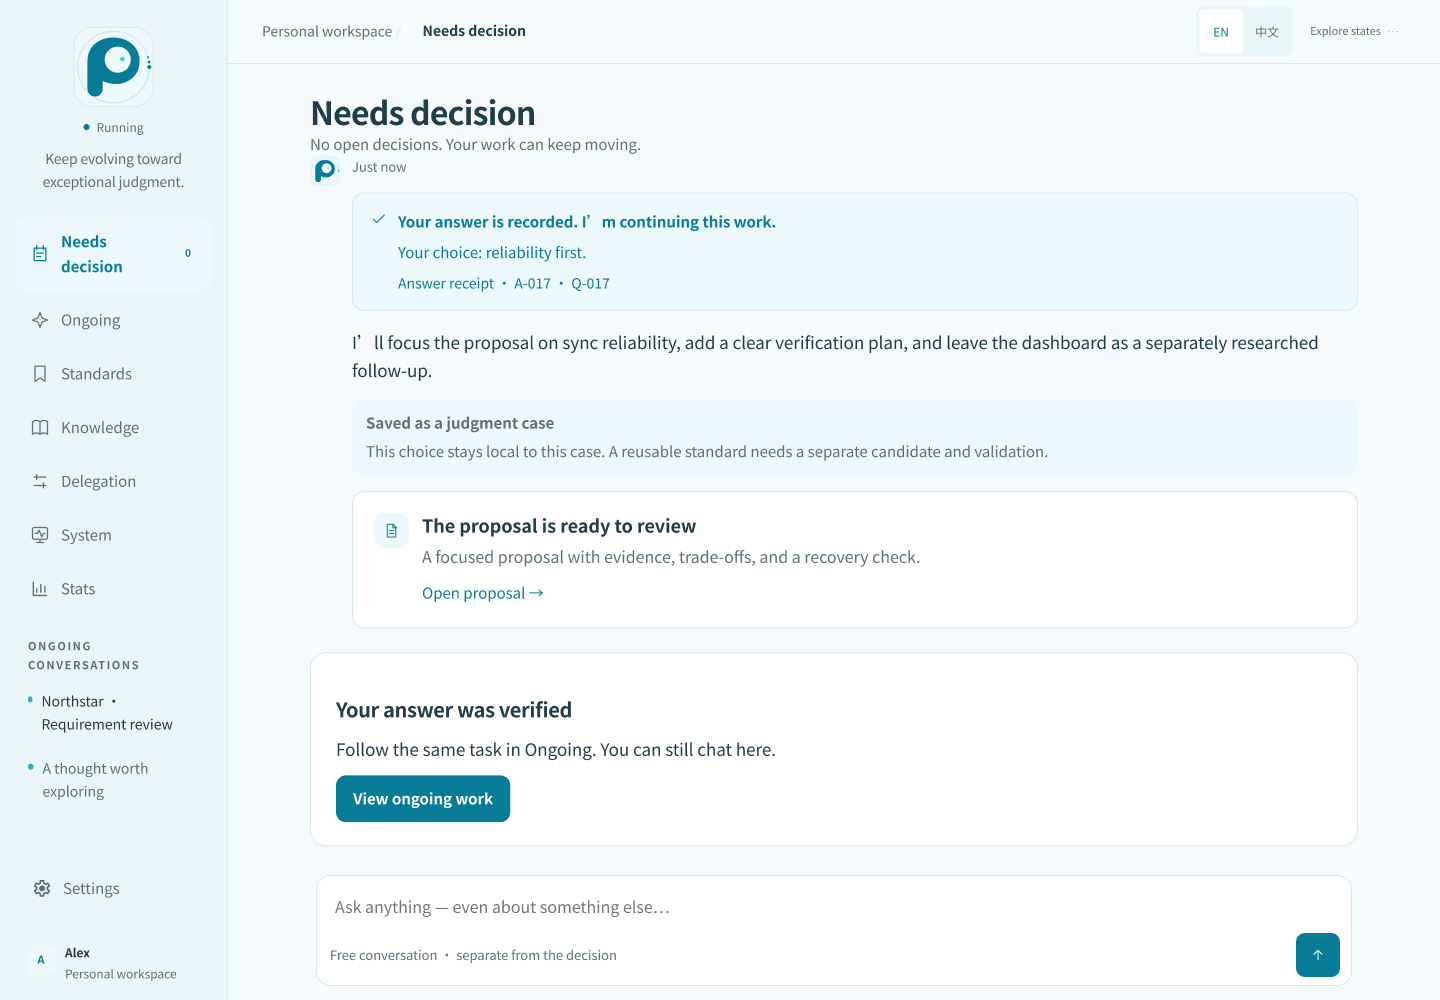 Running
Keep evolving toward
exceptional judgment.
Needs
decision
0
Ongoing
Standards
Knowledge
Delegation
System
Stats
ONGOING
CONVERSATIONS
Northstar •
Requirement review
A thought worth
exploring
Settings
A
Alex
Personal workspace
Personal workspace / Needs decision
EN
中文
Explore states ···
Needs decision
No open decisions. Your work can keep moving.
Just now
Your answer is recorded. I’m continuing this work.
Your choice: reliability first.
Answer receipt • A-017 • Q-017
I’ll focus the proposal on sync reliability, add a clear verification plan, and leave the dashboard as a separately researched
follow-up.
Saved as a judgment case
This choice stays local to this case. A reusable standard needs a separate candidate and validation.
The proposal is ready to review
A focused proposal with evidence, trade-offs, and a recovery check.
Open proposal →
Your answer was verified
Follow the same task in Ongoing. You can still chat here.
View ongoing work
Ask anything — even about something else…
Free conversation • separate from the decision